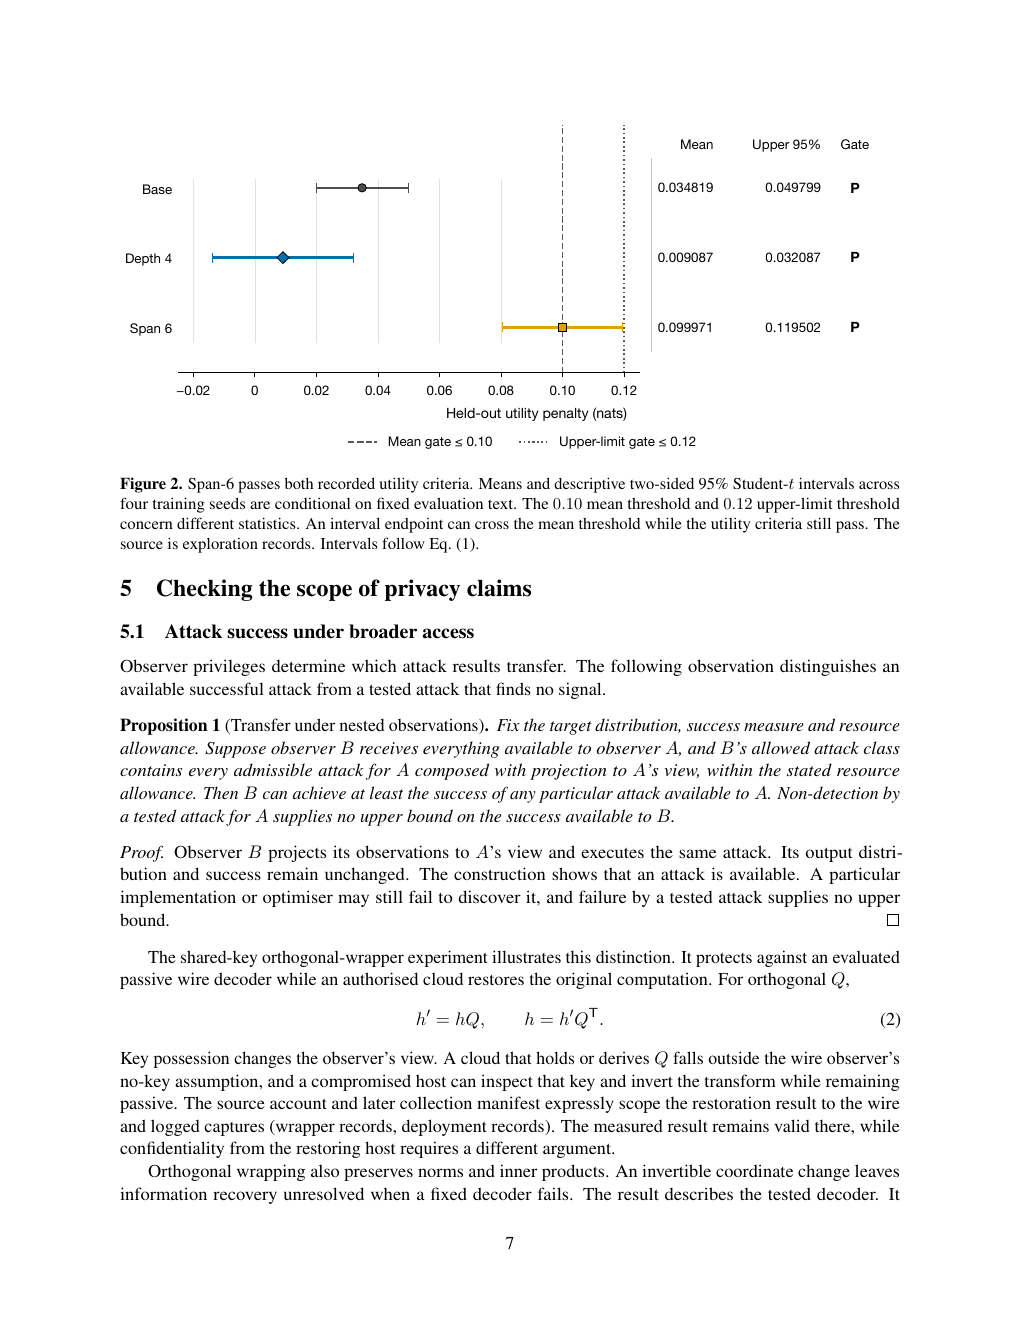 Mean Upper 95% Gate
Base 0.034819 0.049799 P
Depth 4 0.009087 0.032087 P
Span 6 0.099971 0.119502 P
−0.02 0 0.02 0.04 0.06 0.08 0.10 0.12
Held-out utility penalty (nats)
Mean gate ≤ 0.10 Upper-limit gate ≤ 0.12
Figure 2. Span-6 passes both recorded utility criteria. Means and descriptive two-sided 95% Student-t intervals across
four training seeds are conditional on fixed evaluation text. The 0.10 mean threshold and 0.12 upper-limit threshold
concern different statistics. An interval endpoint can cross the mean threshold while the utility criteria still pass. The
source is exploration records. Intervals follow Eq. (1).
5 Checking the scope of privacy claims
5.1 Attack success under broader access
Observer privileges determine which attack results transfer. The following observation distinguishes an
available successful attack from a tested attack that finds no signal.
Proposition 1 (Transfer under nested observations). Fix the target distribution, success measure and resource
allowance. Suppose observer B receives everything available to observer A, and B's allowed attack class
contains every admissible attack for A composed with projection to A's view, within the stated resource
allowance. Then B can achieve at least the success of any particular attack available to A. Non-detection by
a tested attack for A supplies no upper bound on the success available to B.
Proof. Observer B projects its observations to A's view and executes the same attack. Its output distri-
bution and success remain unchanged. The construction shows that an attack is available. A particular
implementation or optimiser may still fail to discover it, and failure by a tested attack supplies no upper
bound. □
The shared-key orthogonal-wrapper experiment illustrates this distinction. It protects against an evaluated
passive wire decoder while an authorised cloud restores the original computation. For orthogonal Q,
h′ = hQ, h = h′Qᵀ. (2)
Key possession changes the observer's view. A cloud that holds or derives Q falls outside the wire observer's
no-key assumption, and a compromised host can inspect that key and invert the transform while remaining
passive. The source account and later collection manifest expressly scope the restoration result to the wire
and logged captures (wrapper records, deployment records). The measured result remains valid there, while
confidentiality from the restoring host requires a different argument.
Orthogonal wrapping also preserves norms and inner products. An invertible coordinate change leaves
information recovery unresolved when a fixed decoder fails. The result describes the tested decoder. It
7